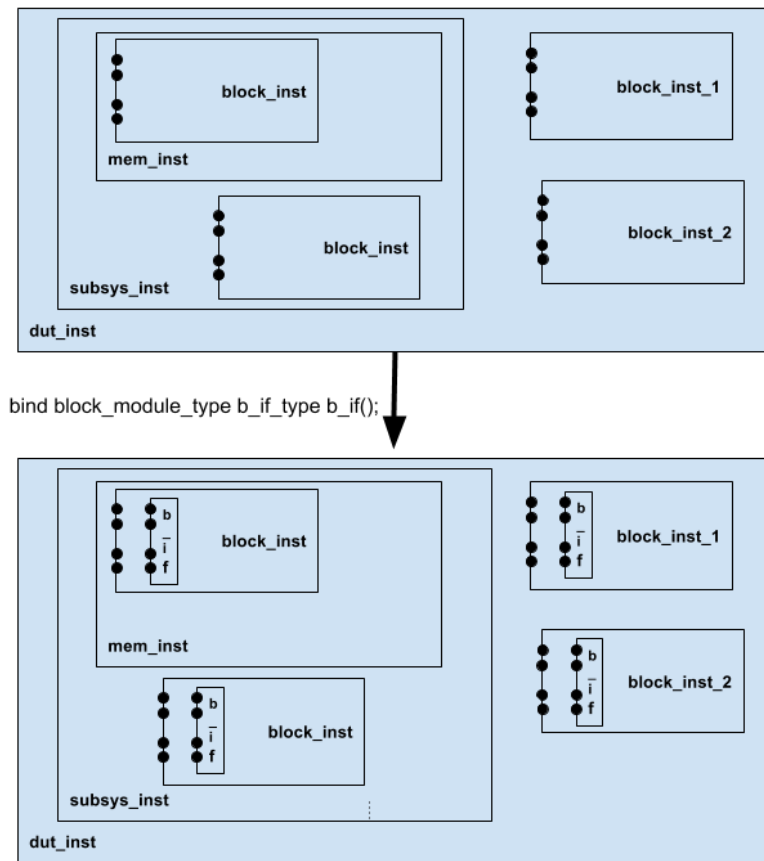 block_inst
block_inst_1
mem_inst
block_inst
block_inst_2
subsys_inst
dut_inst
bind block_module_type b_if_type b_if();
b
_
i
f
block_inst
b
_
i
f
block_inst_1
mem_inst
b
_
i
f
block_inst
b
_
i
f
block_inst_2
subsys_inst
dut_inst